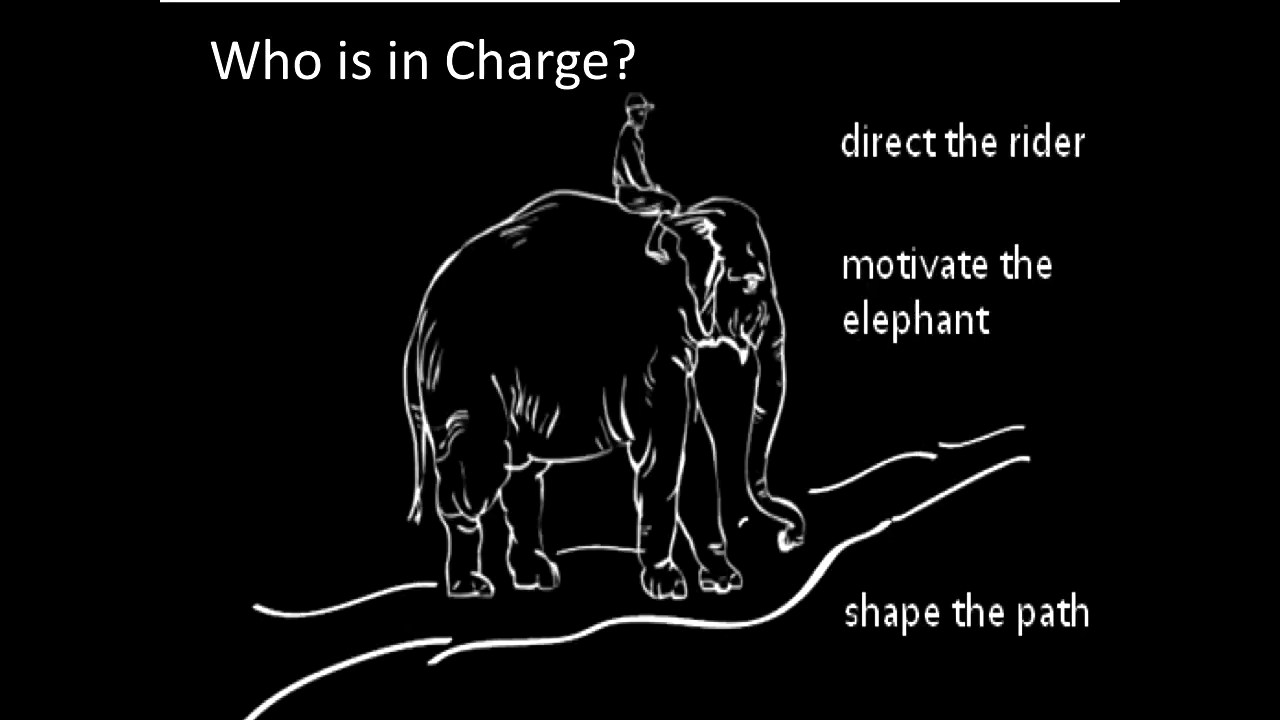 Who is in Charge?
direct the rider
motivate the
elephant
shape the path